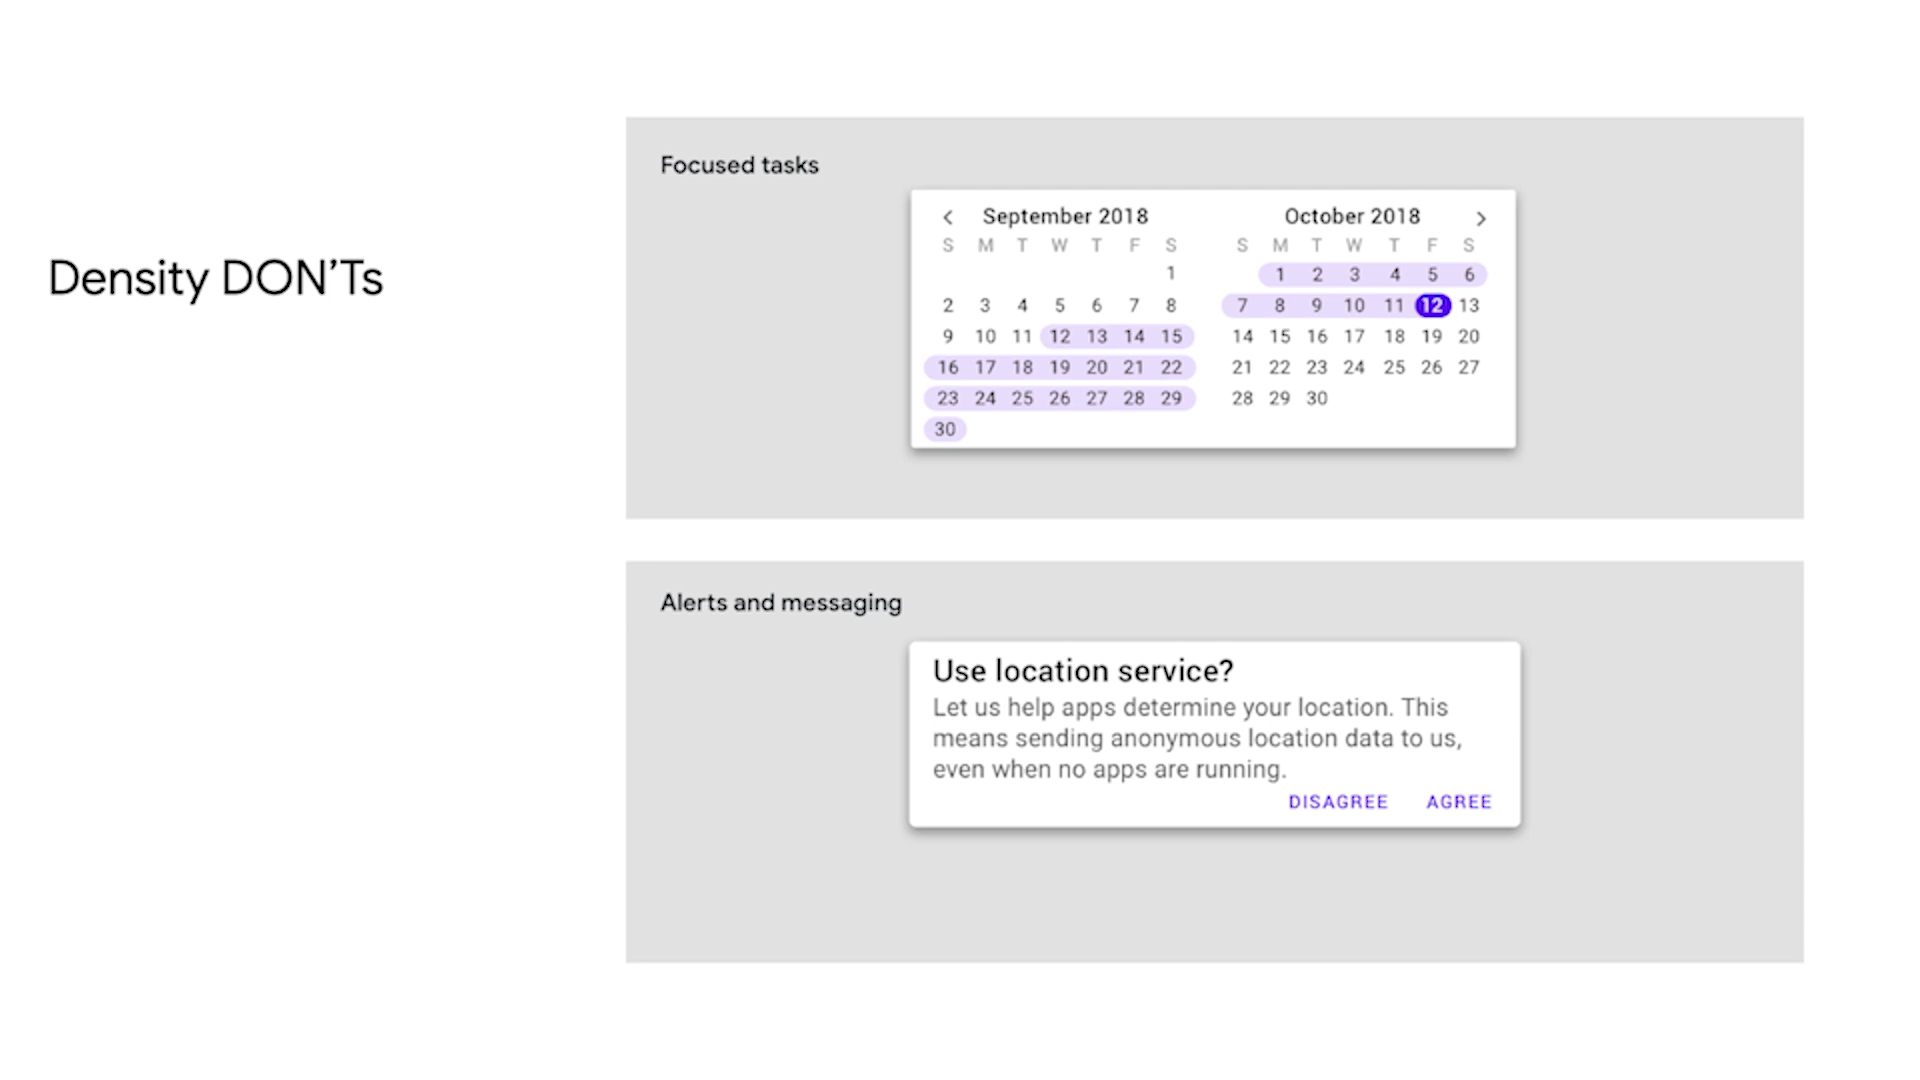 Density DON'Ts
Focused tasks
September 2018
S M T W T F S
1
2 3 4 5 6 7 8
9 10 11 12 13 14 15
16 17 18 19 20 21 22
23 24 25 26 27 28 29
30
October 2018
S M T W T F S
1 2 3 4 5 6
7 8 9 10 11 12 13
14 15 16 17 18 19 20
21 22 23 24 25 26 27
28 29 30
Alerts and messaging
Use location service?
Let us help apps determine your location. This
means sending anonymous location data to us,
even when no apps are running.
DISAGREE AGREE